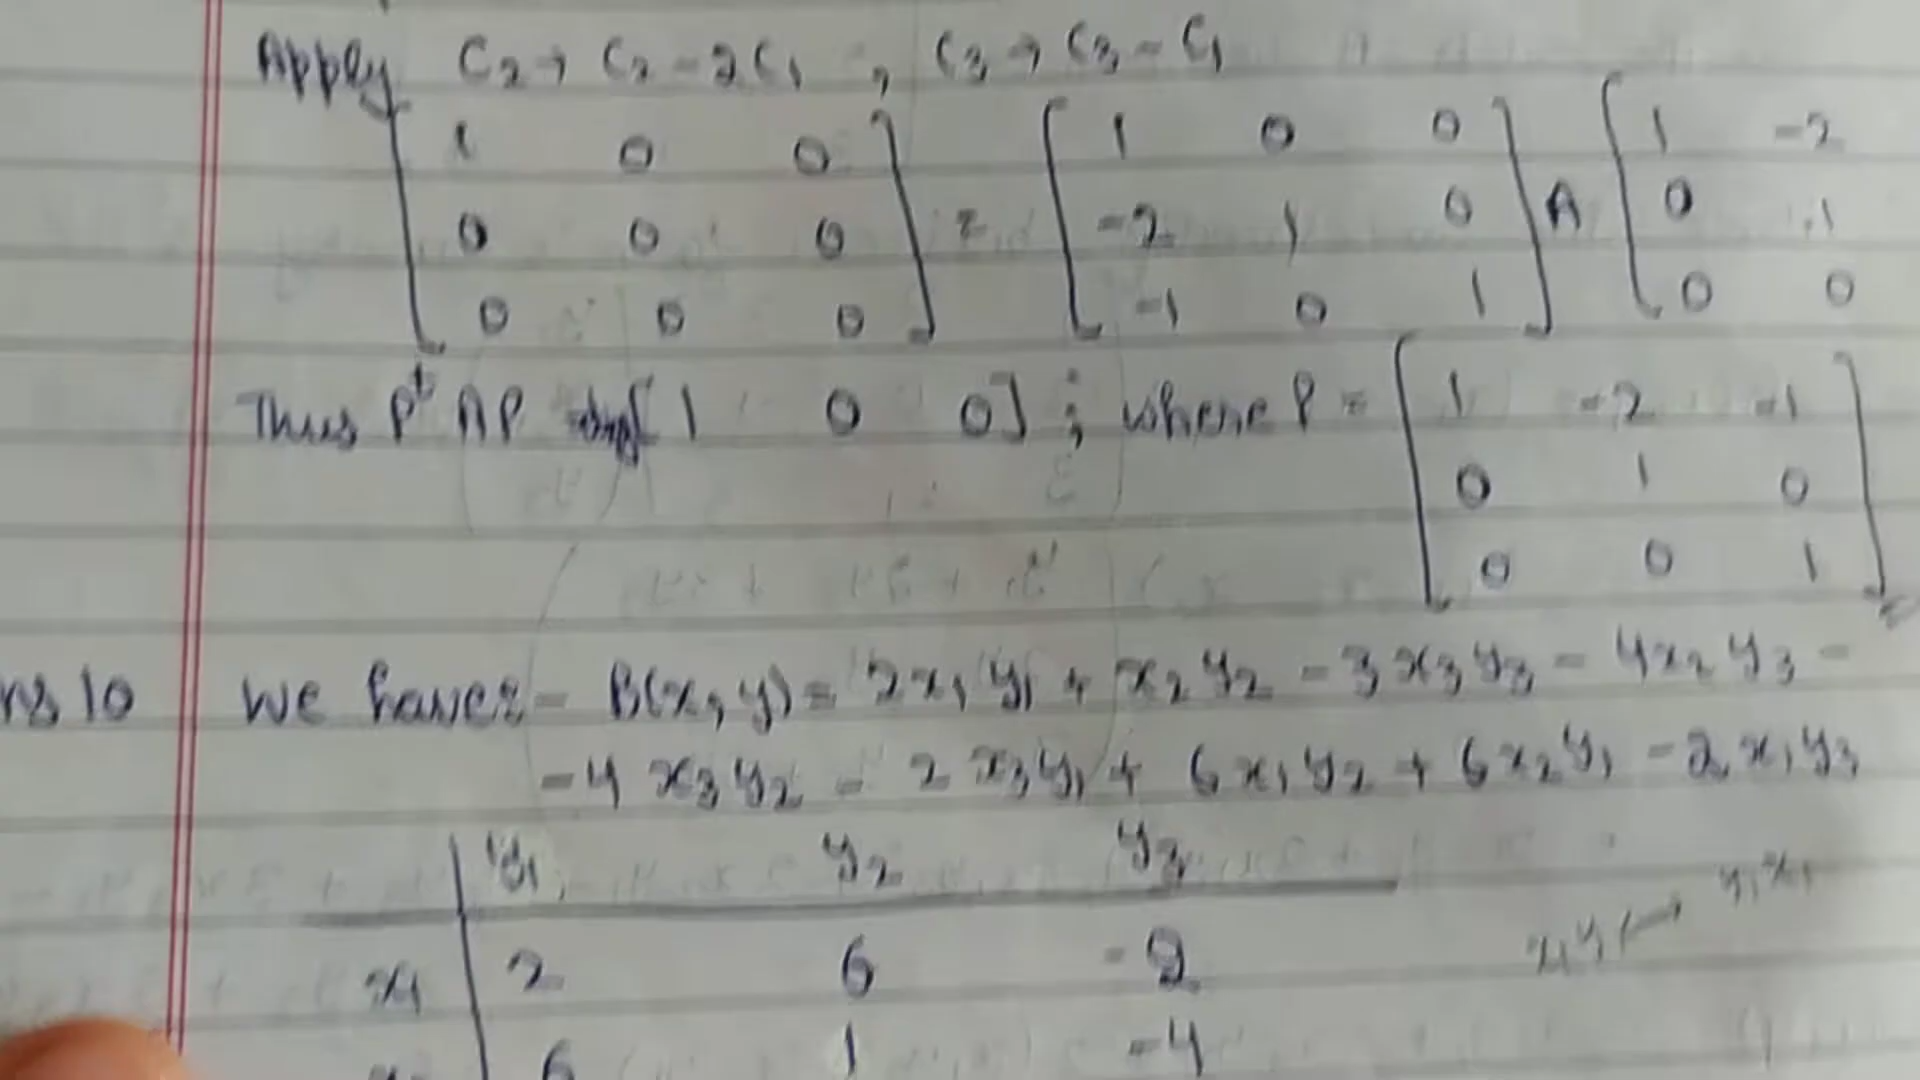 Apply C2 → C2 - 2C1 , C3 → C3 - C1
[ 1 0 0 ] = [ 1 0 0 ] A [ 1 -2
0 0 0 -2 1 0 0 1
0 0 0 -1 0 1 0 0
Thus P^t AP = diag[ 1 0 0 ] ; where P = [ 1 -2 -1 ]
0 1 0
0 0 1
ns 10 We have:- B(x, y) = 2x1y1 + x2y2 - 3x3y3 - 4x2y3 -
-4x3y2 - 2x3y1 + 6x1y2 + 6x2y1 - 2x1y3
y1 y2 y3
x1 2 6 -2
6 1 -4